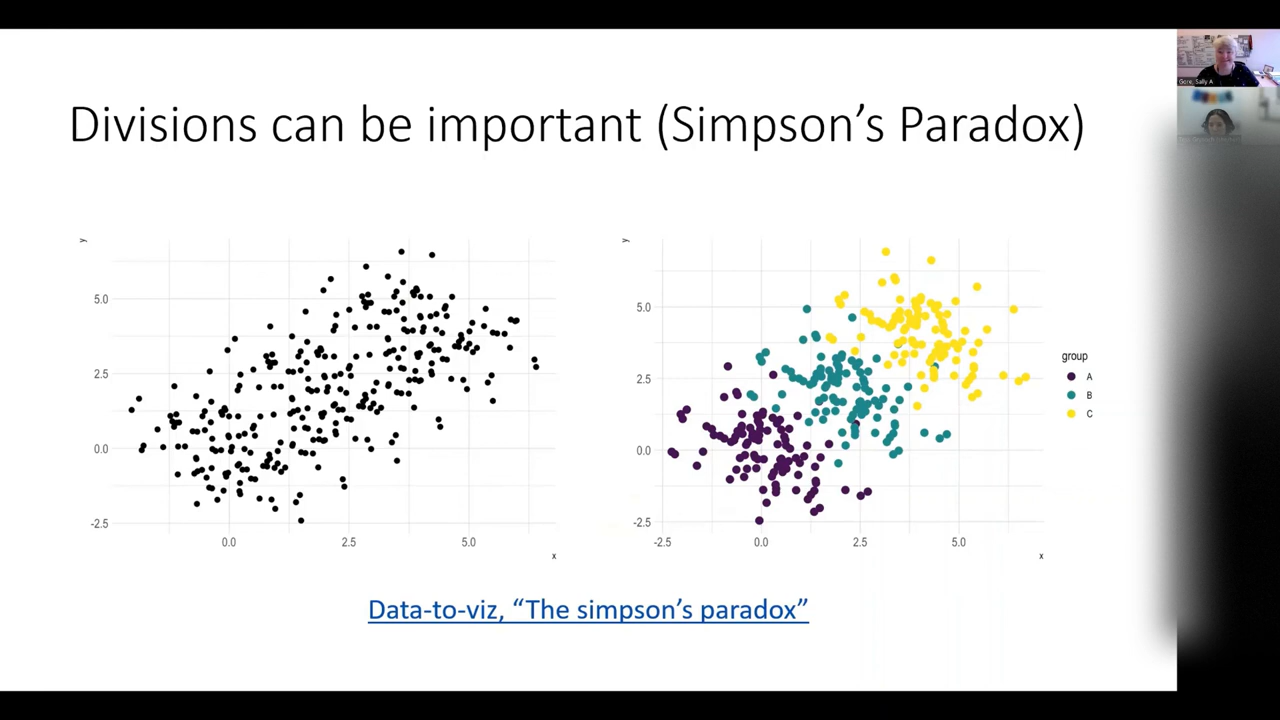 Divisions can be important (Simpson’s Paradox)
y
5.0
2.5
0.0
-2.5
0.0
2.5
5.0
x
y
5.0
2.5
0.0
-2.5
-2.5
0.0
2.5
5.0
x
group
A
B
C
Data-to-viz, “The simpson’s paradox”
Gore, Sally A